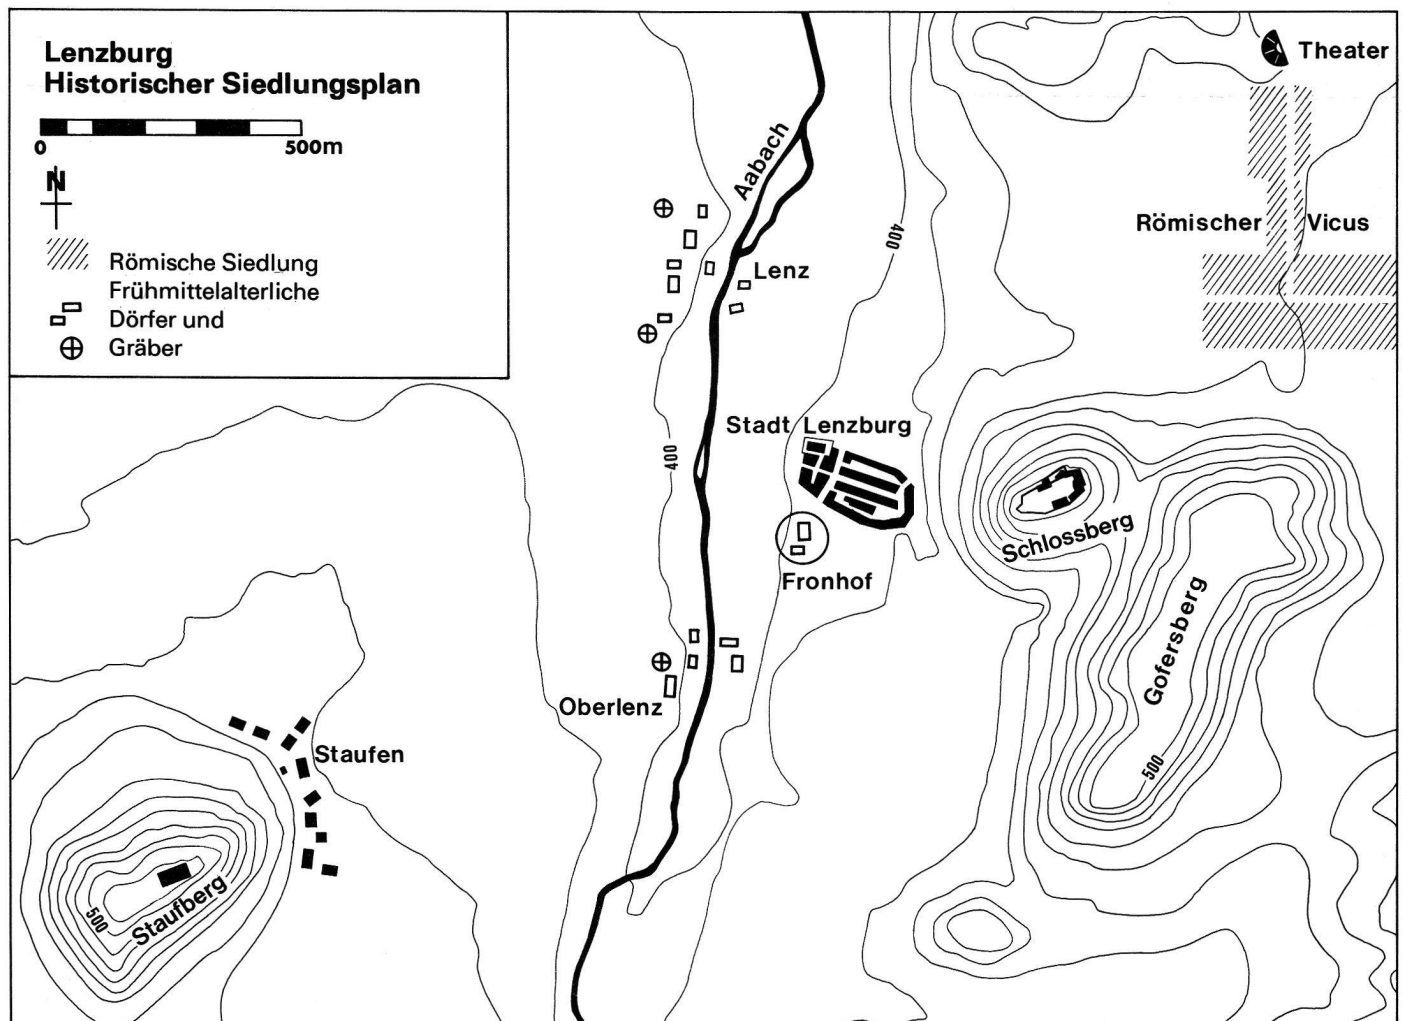 Lenzburg
Historischer Siedlungsplan
0 500m
N
Römische Siedlung
Frühmittelalterliche
Dörfer und
Gräber
Theater
Aabach
Römischer Vicus
400
Lenz
Stadt Lenzburg
400
Schlossberg
Fronhof
Gofersberg
Oberlenz
Staufen
500
500
Staufberg